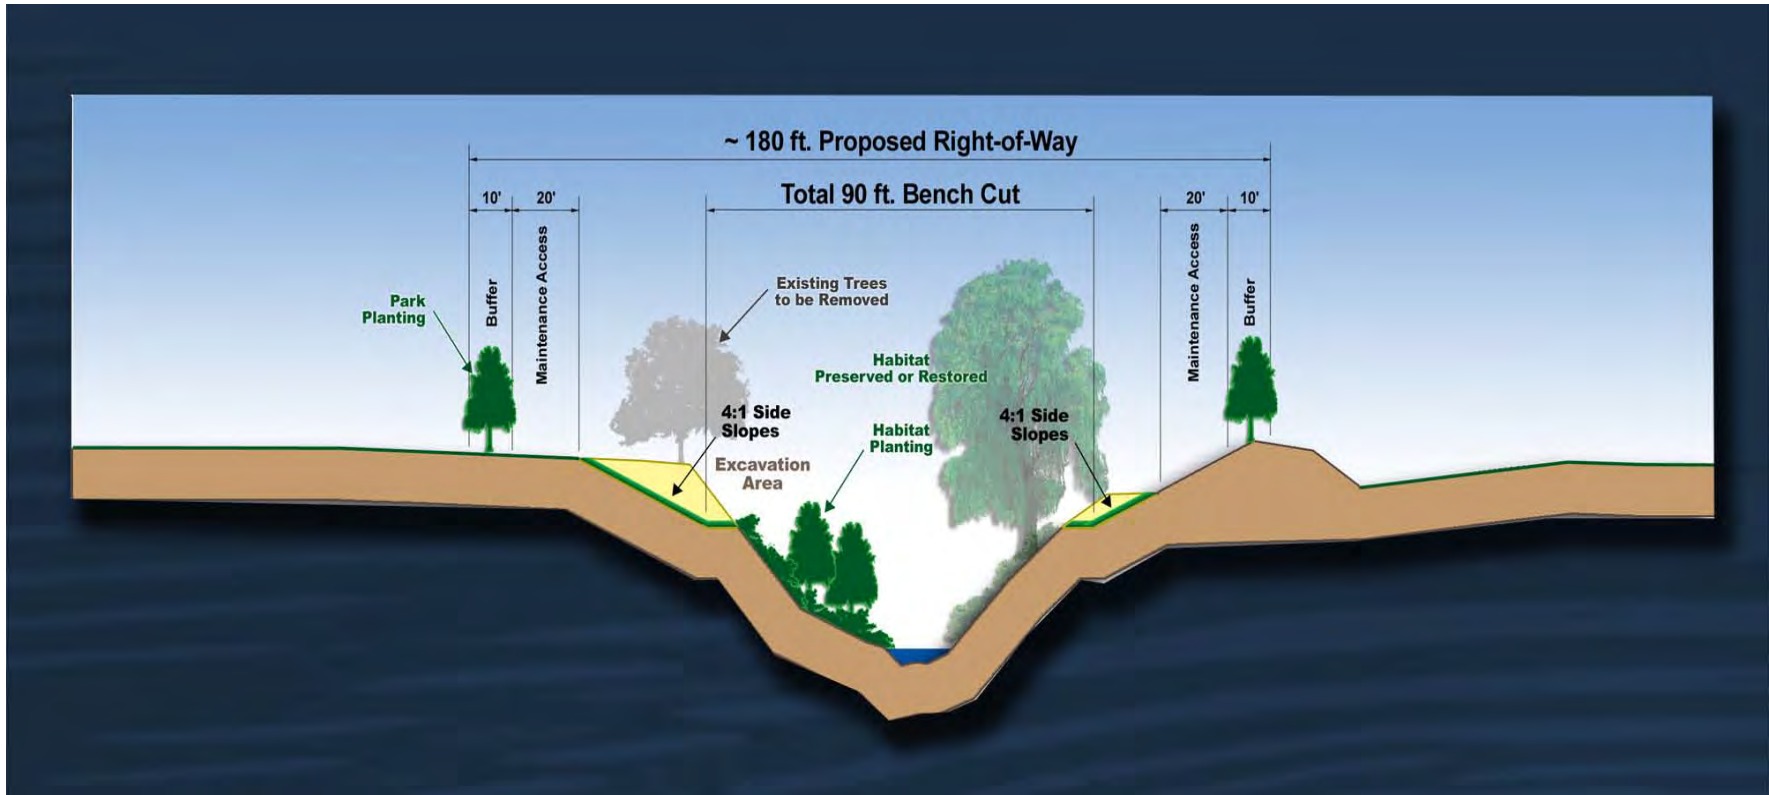 ~ 180 ft. Proposed Right-of-Way
Total 90 ft. Bench Cut
10'
20'
20'
10'
Buffer
Maintenance Access
Maintenance Access
Buffer
Park
Planting
Existing Trees
to be Removed
Habitat
Preserved or Restored
4:1 Side
Slopes
4:1 Side
Slopes
Habitat
Planting
Excavation
Area